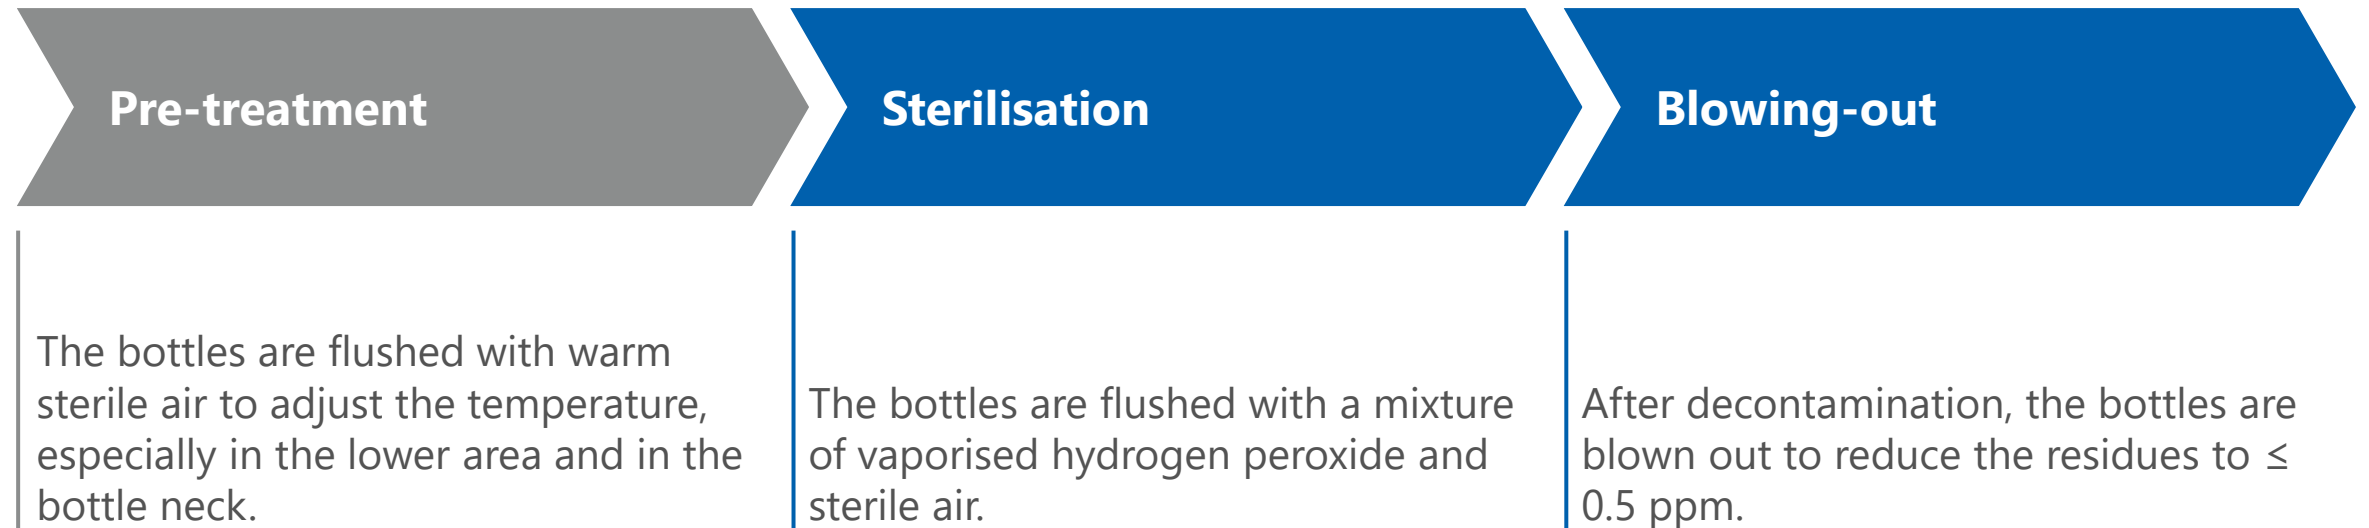 Pre-treatment
Sterilisation
Blowing-out
The bottles are flushed with warm
sterile air to adjust the temperature,
especially in the lower area and in the
bottle neck.
The bottles are flushed with a mixture
of vaporised hydrogen peroxide and
sterile air.
After decontamination, the bottles are
blown out to reduce the residues to ≤
0.5 ppm.